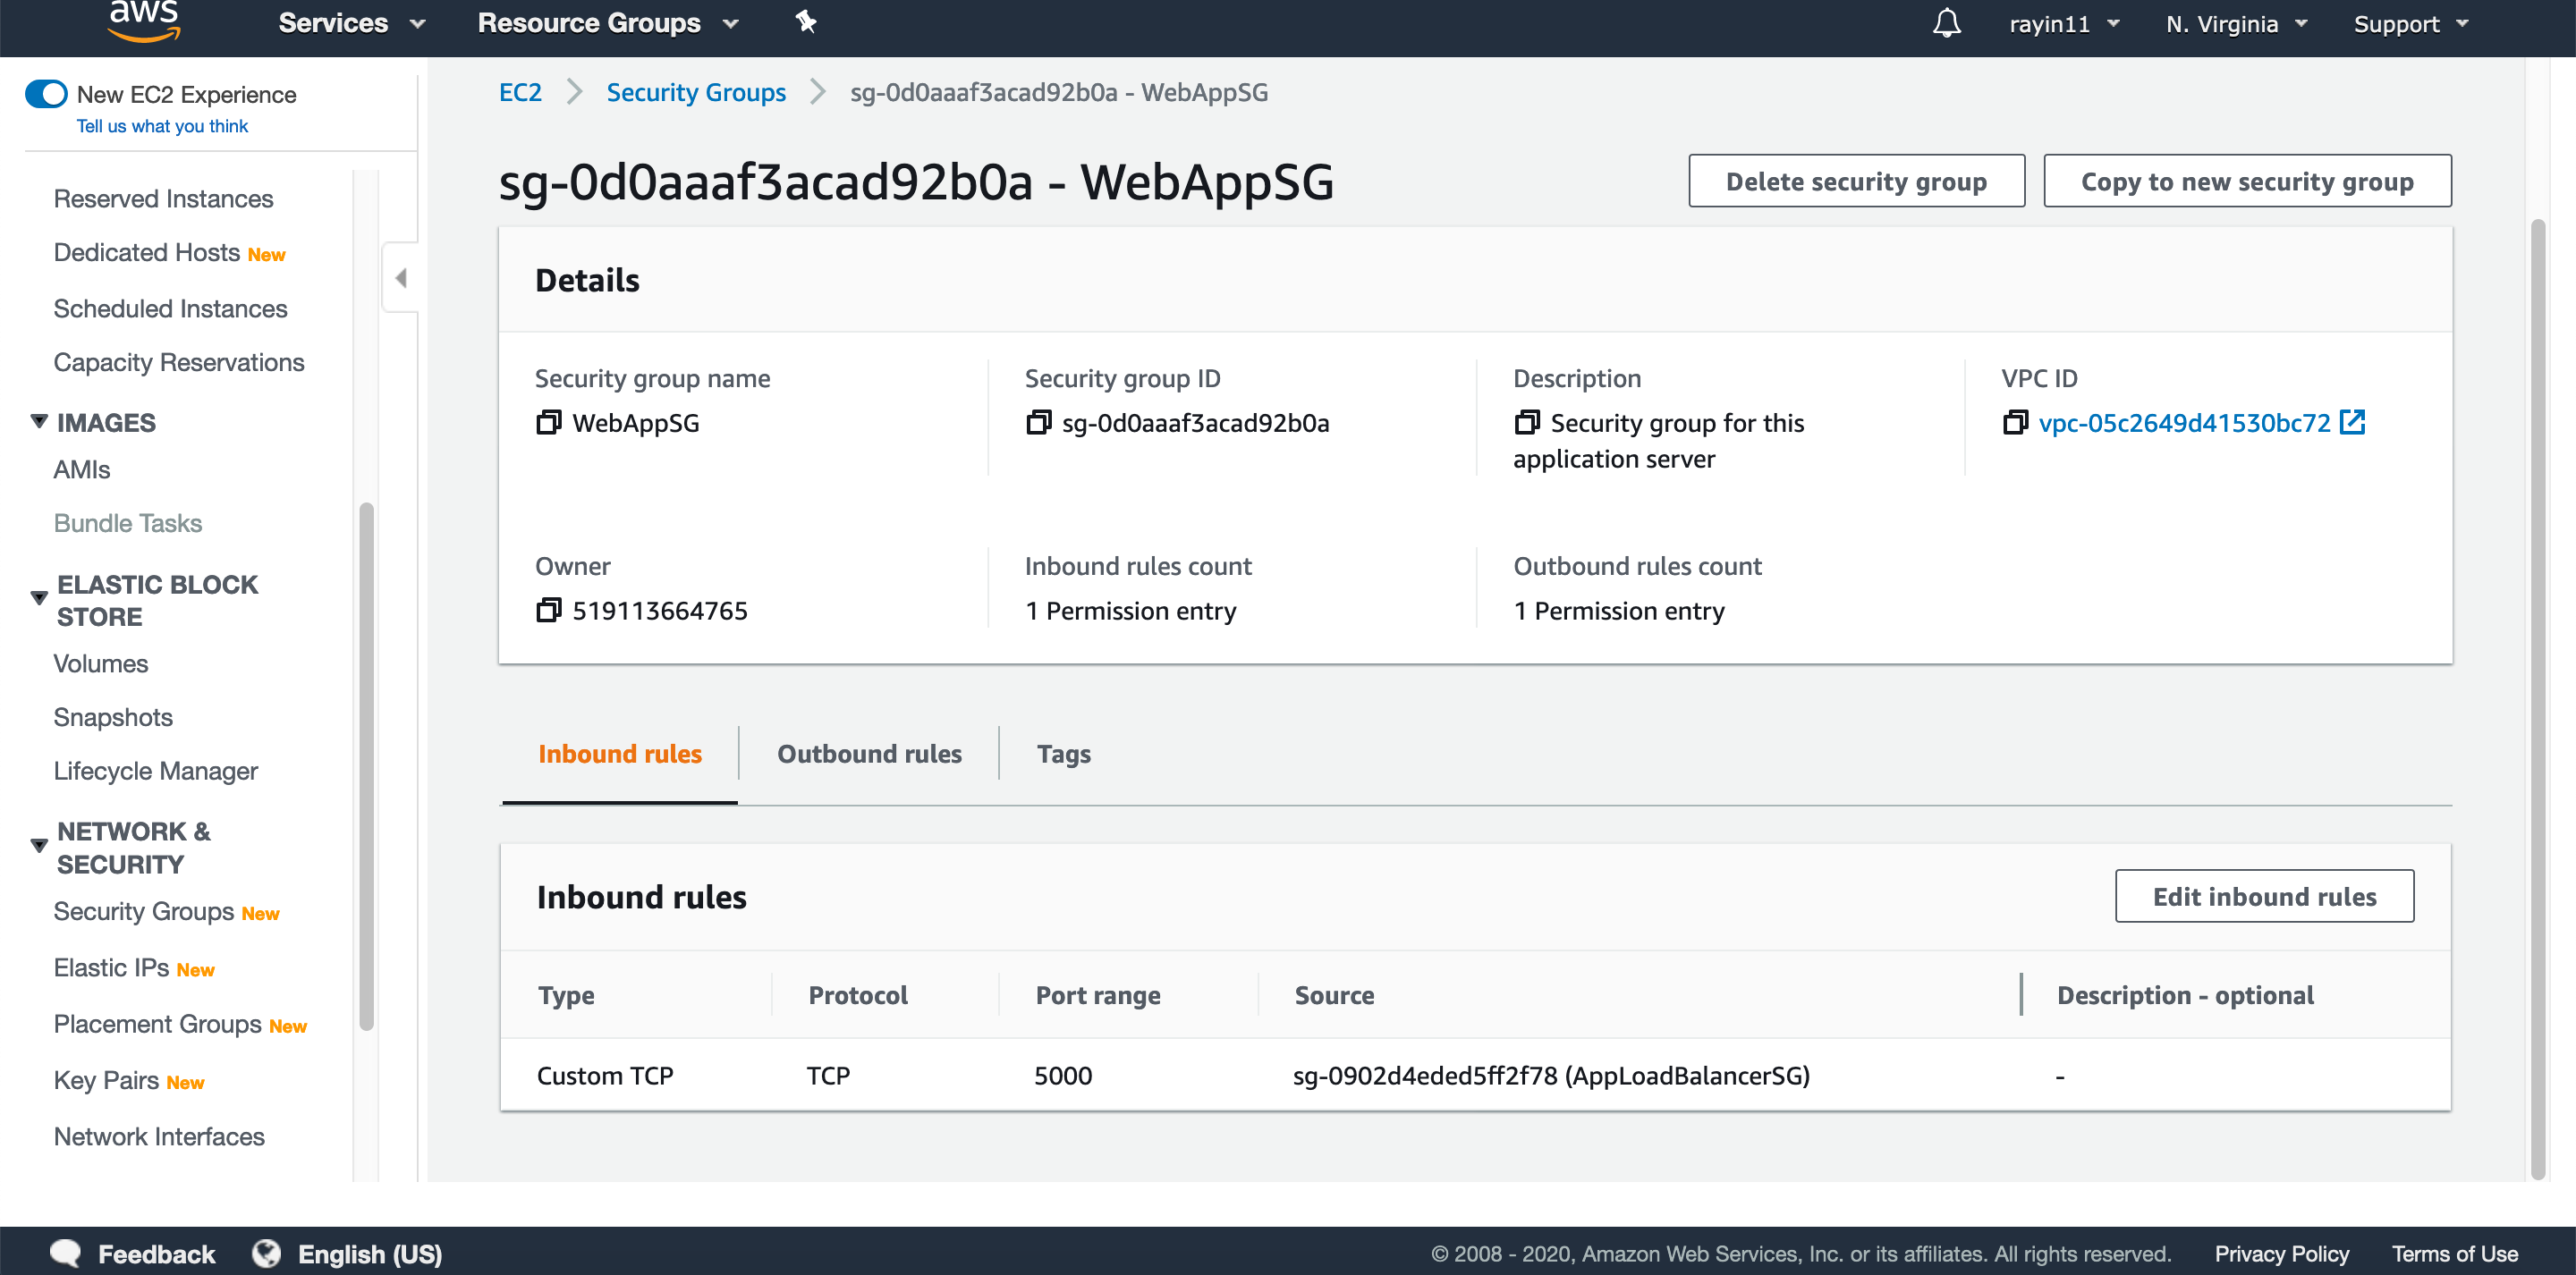 aws
Services
Resource Groups
rayin11
N. Virginia
Support
New EC2 Experience
Tell us what you think
Reserved Instances
Dedicated Hosts New
Scheduled Instances
Capacity Reservations
IMAGES
AMIs
Bundle Tasks
ELASTIC BLOCK
STORE
Volumes
Snapshots
Lifecycle Manager
NETWORK &
SECURITY
Security Groups New
Elastic IPs New
Placement Groups New
Key Pairs New
Network Interfaces
EC2
Security Groups
sg-0d0aaaf3acad92b0a - WebAppSG
sg-0d0aaaf3acad92b0a - WebAppSG
Delete security group
Copy to new security group
Details
Security group name
WebAppSG
Security group ID
sg-0d0aaaf3acad92b0a
Description
Security group for this
application server
VPC ID
vpc-05c2649d41530bc72
Owner
519113664765
Inbound rules count
1 Permission entry
Outbound rules count
1 Permission entry
Inbound rules
Outbound rules
Tags
Inbound rules
Edit inbound rules
Type Protocol Port range Source Description - optional
Custom TCP TCP 5000 sg-0902d4eded5ff2f78 (AppLoadBalancerSG) -
Feedback
English (US)
© 2008 - 2020, Amazon Web Services, Inc. or its affiliates. All rights reserved.
Privacy Policy
Terms of Use